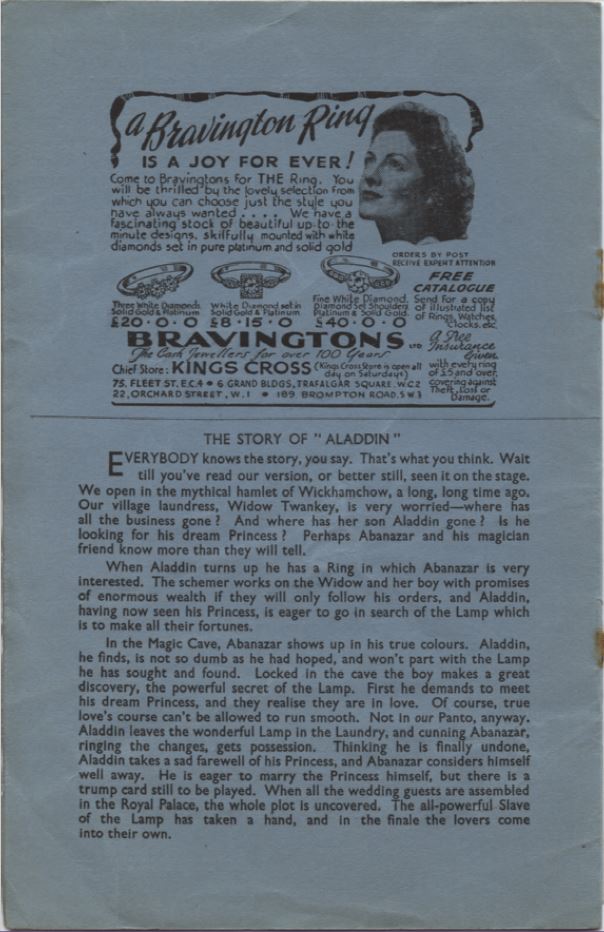 a Bravington Ring
IS A JOY FOR EVER!
Come to Bravingtons for THE Ring. You
will be thrilled by the lovely selection from
which you can choose just the style you
have always wanted . . . . We have a
fascinating stock of beautiful up-to-the
minute designs, skilfully mounted with white
diamonds set in pure platinum and solid gold
ORDERS BY POST
RECEIVE EXPERT ATTENTION
Three White Diamonds.
Solid Gold & Platinum
£20·0·0
White Diamond set in
Solid Gold & Platinum
£8·15·0
Fine White Diamond,
Diamond Set Shoulders
Platinum & Solid Gold.
£40·0·0
FREE
CATALOGUE
Send for a copy
of illustrated list
of Rings, Watches,
Clocks, etc.
BRAVINGTONS LTD
The Cash Jewellers for over 100 Years
Chief Store: KINGS CROSS (Kings Cross Store is open all
day on Saturdays)
75, FLEET ST. E.C.4 • 6 GRAND BLDGS, TRAFALGAR SQUARE. W.C.2
22, ORCHARD STREET, W.1 • 189 BROMPTON ROAD. S.W.3
A Free
Insurance
Given
with every ring
of £5 and over,
covering against
Theft, Loss or
Damage.
THE STORY OF " ALADDIN "
EVERYBODY knows the story, you say. That's what you think. Wait
till you've read our version, or better still, seen it on the stage.
We open in the mythical hamlet of Wickhamchow, a long, long time ago.
Our village laundress, Widow Twankey, is very worried—where has
all the business gone ? And where has her son Aladdin gone ? Is he
looking for his dream Princess ? Perhaps Abanazar and his magician
friend know more than they will tell.
When Aladdin turns up he has a Ring in which Abanazar is very
interested. The schemer works on the Widow and her boy with promises
of enormous wealth if they will only follow his orders, and Aladdin,
having now seen his Princess, is eager to go in search of the Lamp which
is to make all their fortunes.
In the Magic Cave, Abanazar shows up in his true colours. Aladdin,
he finds, is not so dumb as he had hoped, and won't part with the Lamp
he has sought and found. Locked in the cave the boy makes a great
discovery, the powerful secret of the Lamp. First he demands to meet
his dream Princess, and they realise they are in love. Of course, true
love's course can't be allowed to run smooth. Not in our Panto, anyway.
Aladdin leaves the wonderful Lamp in the Laundry, and cunning Abanazar,
ringing the changes, gets possession. Thinking he is finally undone,
Aladdin takes a sad farewell of his Princess, and Abanazar considers himself
well away. He is eager to marry the Princess himself, but there is a
trump card still to be played. When all the wedding guests are assembled
in the Royal Palace, the whole plot is uncovered. The all-powerful Slave
of the Lamp has taken a hand, and in the finale the lovers come
into their own.